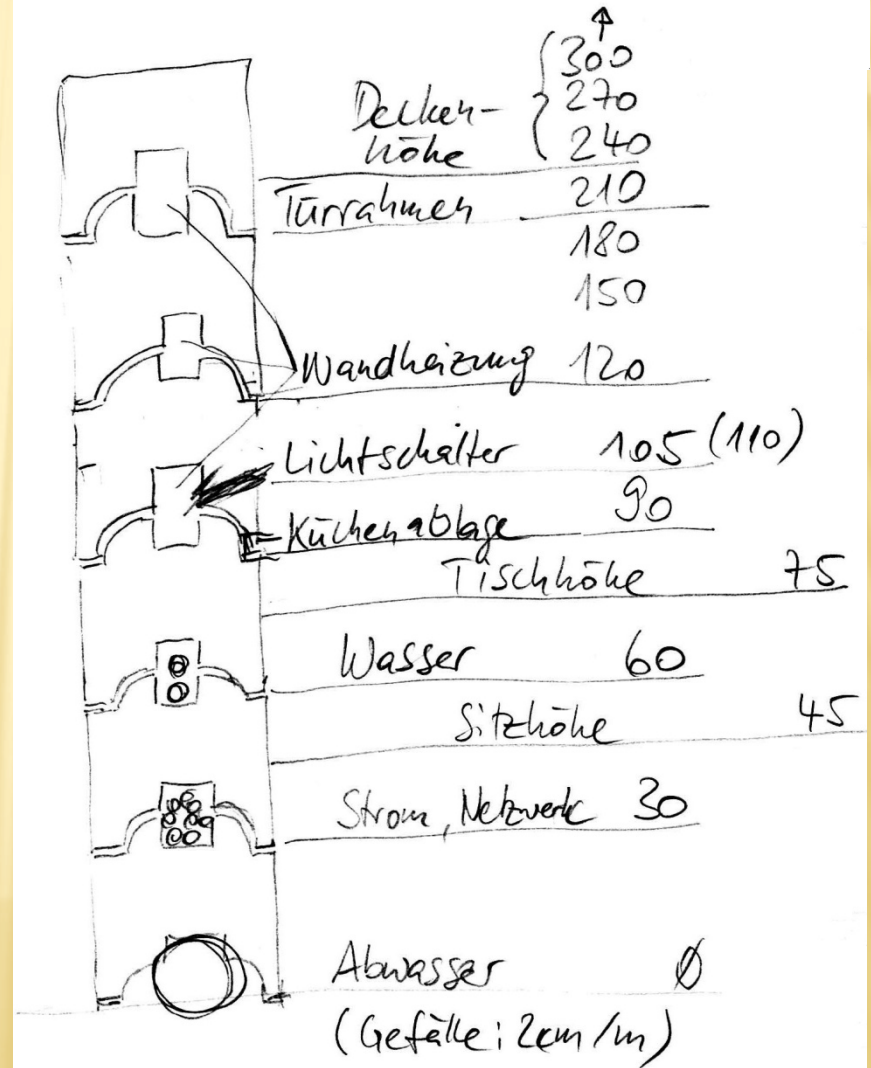 300
Decken- 270
höhe 240
Türrahmen 210
180
150
Wandheizung 120
Lichtschalter 105 (110)
Küchenablage 90
Tischhöhe 75
Wasser 60
Sitzhöhe 45
Strom, Netzwerk 30
Abwasser Ø
(Gefälle: 2cm/m)